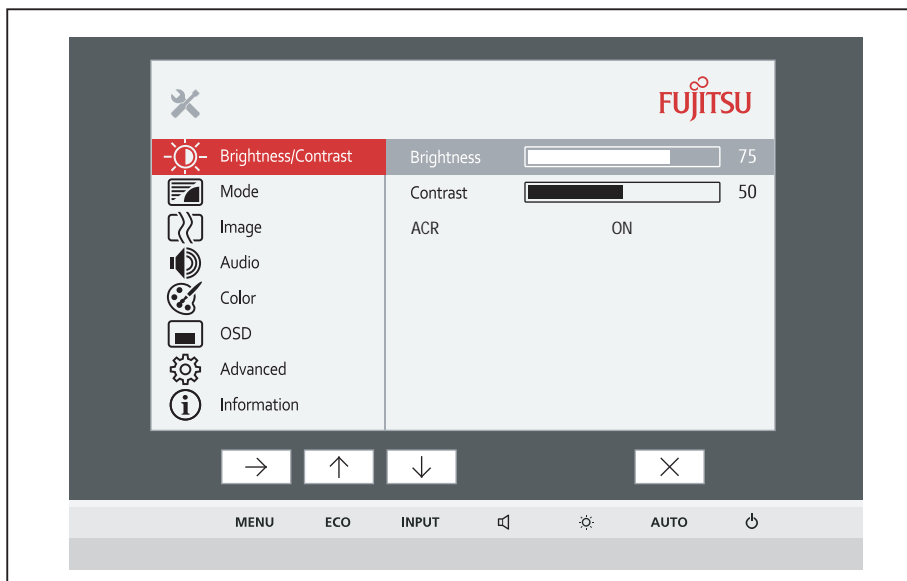 FUJITSU
Brightness/Contrast
Brightness 75
Mode
Contrast 50
Image
ACR ON
Audio
Color
OSD
Advanced
Information
MENU ECO INPUT AUTO